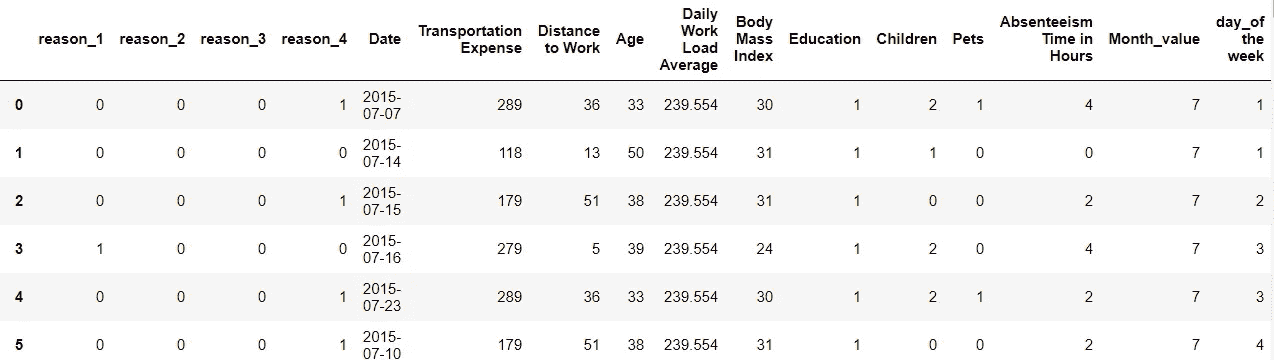 reason_1 reason_2 reason_3 reason_4 Date Transportation Expense Distance to Work Age Daily Work Load Average Body Mass Index Education Children Pets Absenteeism Time in Hours Month_value day_of the week
0 0 0 0 1 2015-07-07 289 36 33 239.554 30 1 2 1 4 7 1
1 0 0 0 0 2015-07-14 118 13 50 239.554 31 1 1 0 0 7 1
2 0 0 0 1 2015-07-15 179 51 38 239.554 31 1 0 0 2 7 2
3 1 0 0 0 2015-07-16 279 5 39 239.554 24 1 2 0 4 7 3
4 0 0 0 1 2015-07-23 289 36 33 239.554 30 1 2 1 2 7 3
5 0 0 0 1 2015-07-10 179 51 38 239.554 31 1 0 0 2 7 4